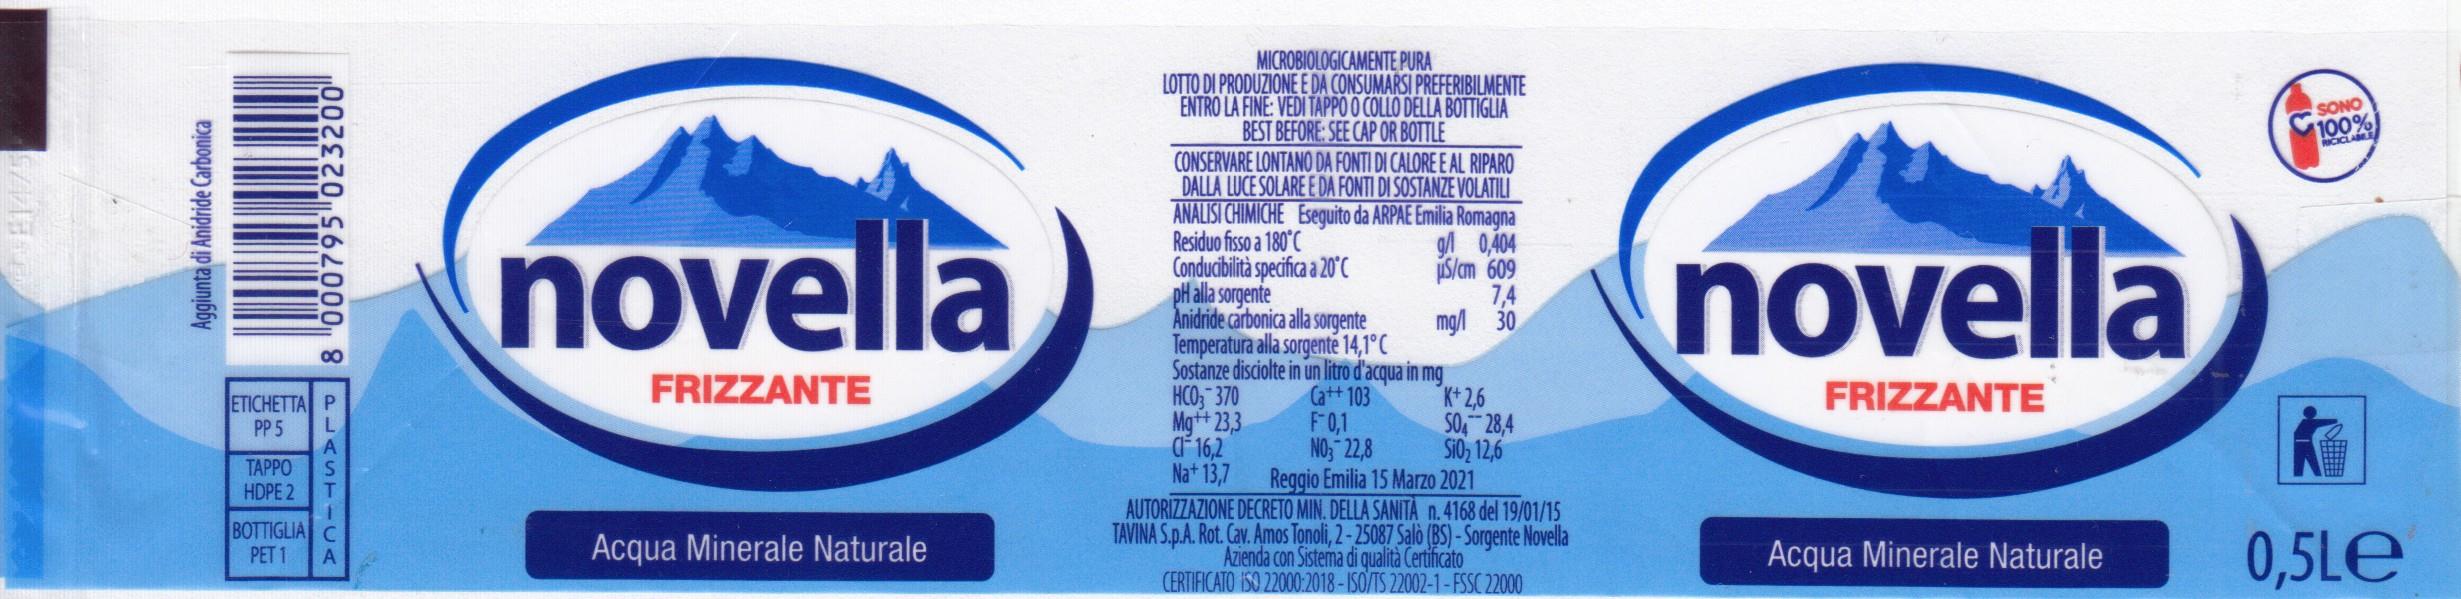 Aggiunta di Anidride Carbonica
8 000795 023200
ETICHETTA
PP 5
TAPPO
HDPE 2
BOTTIGLIA
PET 1
PLASTICA
novella
FRIZZANTE
Acqua Minerale Naturale
MICROBIOLOGICAMENTE PURA
LOTTO DI PRODUZIONE E DA CONSUMARSI PREFERIBILMENTE
ENTRO LA FINE: VEDI TAPPO O COLLO DELLA BOTTIGLIA
BEST BEFORE: SEE CAP OR BOTTLE
CONSERVARE LONTANO DA FONTI DI CALORE E AL RIPARO
DALLA LUCE SOLARE E DA FONTI DI SOSTANZE VOLATILI
ANALISI CHIMICHE Eseguito da ARPAE Emilia Romagna
Residuo fisso a 180°C g/l 0,404
Conducibilità specifica a 20°C µS/cm 609
pH alla sorgente 7,4
Anidride carbonica alla sorgente mg/l 30
Temperatura alla sorgente 14,1° C
Sostanze disciolte in un litro d'acqua in mg
HCO₃⁻ 370 Ca⁺⁺ 103 K⁺ 2,6
Mg⁺⁺ 23,3 F⁻ 0,1 SO₄⁻⁻ 28,4
Cl⁻ 16,2 NO₃⁻ 22,8 SiO₂ 12,6
Na⁺ 13,7 Reggio Emilia 15 Marzo 2021
AUTORIZZAZIONE DECRETO MIN. DELLA SANITÀ n. 4168 del 19/01/15
TAVINA S.p.A. Rot. Cav. Amos Tonoli, 2 - 25087 Salò (BS) - Sorgente Novella
Azienda con Sistema di qualità Certificato
CERTIFICATO ISO 22000:2018 - ISO/TS 22002-1 - FSSC 22000
novella
FRIZZANTE
Acqua Minerale Naturale
SONO
100%
RICICLABILE
0,5L e